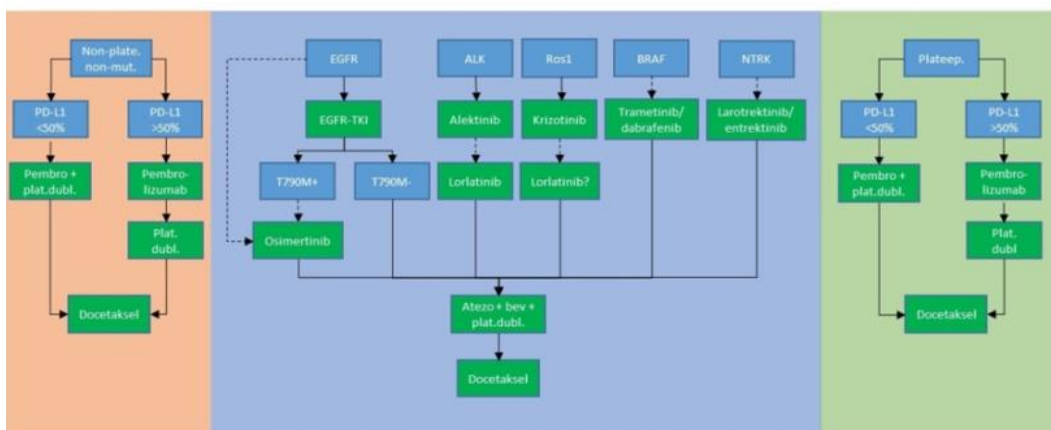 Non-plate.
non-mut.
PD-L1
<50%
PD-L1
>50%
Pembro +
plat.dubl.
Pembro-
lizumab
Plat.
dubl.
Docetaksel
EGFR
ALK
Ros1
BRAF
NTRK
EGFR-TKI
Alektinib
Krizotinib
Trametinib/
dabrafenib
Larotrektinib/
entrektinib
T790M+
T790M-
Lorlatinib
Lorlatinib?
Osimertinib
Atezo + bev +
plat.dubl.
Docetaksel
Plateep.
PD-L1
<50%
PD-L1
>50%
Pembro +
plat.dubl.
Pembro-
lizumab
Plat.
dubl
Docetaksel